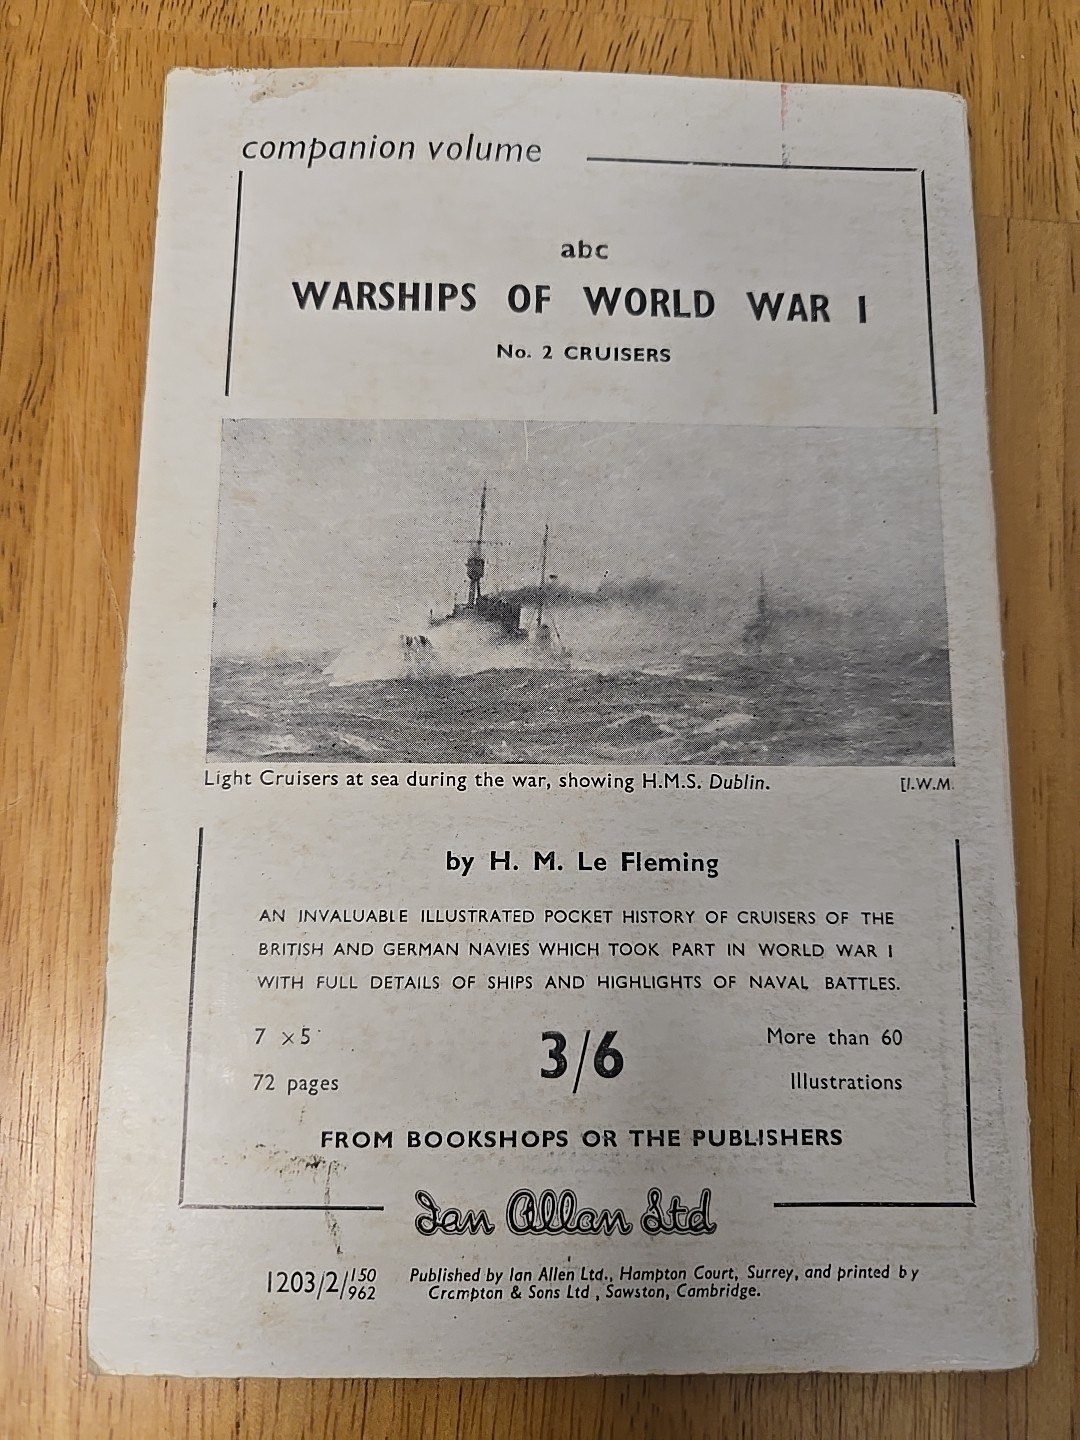 companion volume
abc
WARSHIPS OF WORLD WAR I
No. 2 CRUISERS
Light Cruisers at sea during the war, showing H.M.S. Dublin.
[I.W.M.
by H. M. Le Fleming
AN INVALUABLE ILLUSTRATED POCKET HISTORY OF CRUISERS OF THE
BRITISH AND GERMAN NAVIES WHICH TOOK PART IN WORLD WAR I
WITH FULL DETAILS OF SHIPS AND HIGHLIGHTS OF NAVAL BATTLES.
7 × 5
72 pages
3/6
More than 60
Illustrations
FROM BOOKSHOPS OR THE PUBLISHERS
Ian Allan Ltd
1203/2/150
962
Published by Ian Allen Ltd., Hampton Court, Surrey, and printed by
Crompton & Sons Ltd, Sawston, Cambridge.